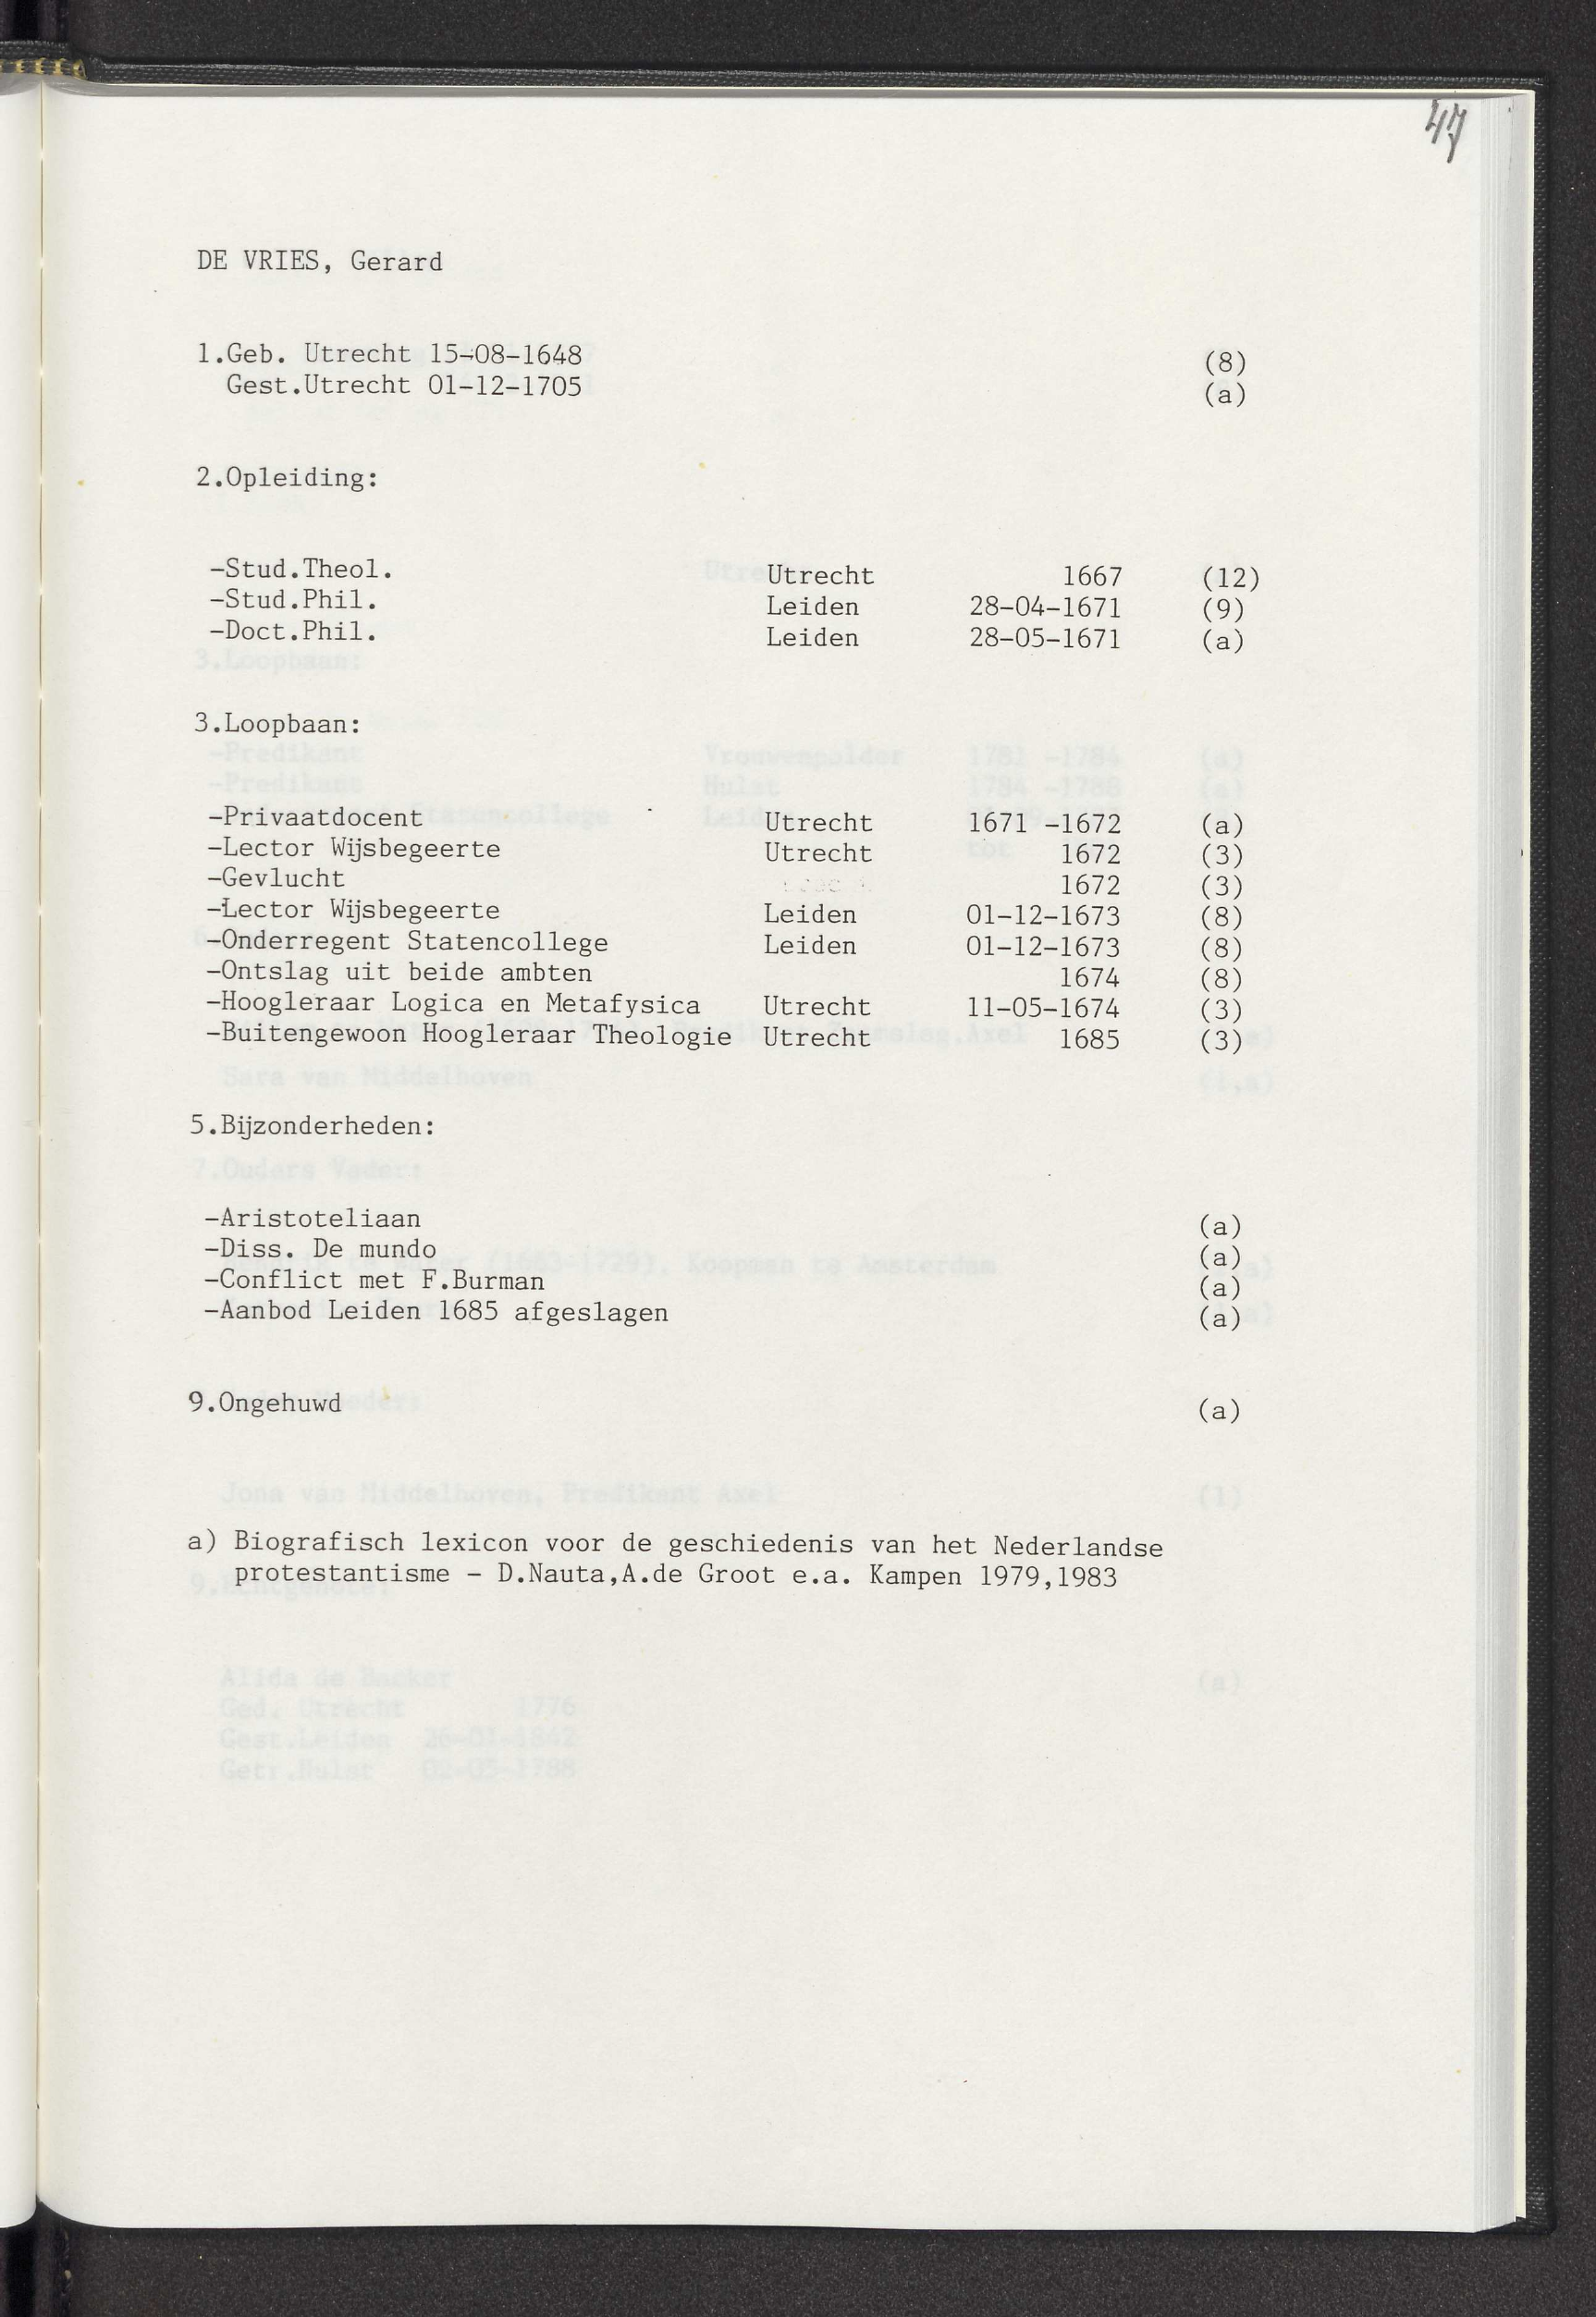 47
DE VRIES, Gerard
1.Geb. Utrecht 15-08-1648 (8)
Gest.Utrecht 01-12-1705 (a)
2.Opleiding:
-Stud.Theol. Utrecht 1667 (12)
-Stud.Phil. Leiden 28-04-1671 (9)
-Doct.Phil. Leiden 28-05-1671 (a)
3.Loopbaan:
-Privaatdocent Utrecht 1671 -1672 (a)
-Lector Wijsbegeerte Utrecht 1672 (3)
-Gevlucht 1672 (3)
-Lector Wijsbegeerte Leiden 01-12-1673 (8)
-Onderregent Statencollege Leiden 01-12-1673 (8)
-Ontslag uit beide ambten 1674 (8)
-Hoogleraar Logica en Metafysica Utrecht 11-05-1674 (3)
-Buitengewoon Hoogleraar Theologie Utrecht 1685 (3)
5.Bijzonderheden:
-Aristoteliaan (a)
-Diss. De mundo (a)
-Conflict met F.Burman (a)
-Aanbod Leiden 1685 afgeslagen (a)
9.Ongehuwd (a)
a) Biografisch lexicon voor de geschiedenis van het Nederlandse
protestantisme - D.Nauta,A.de Groot e.a. Kampen 1979,1983